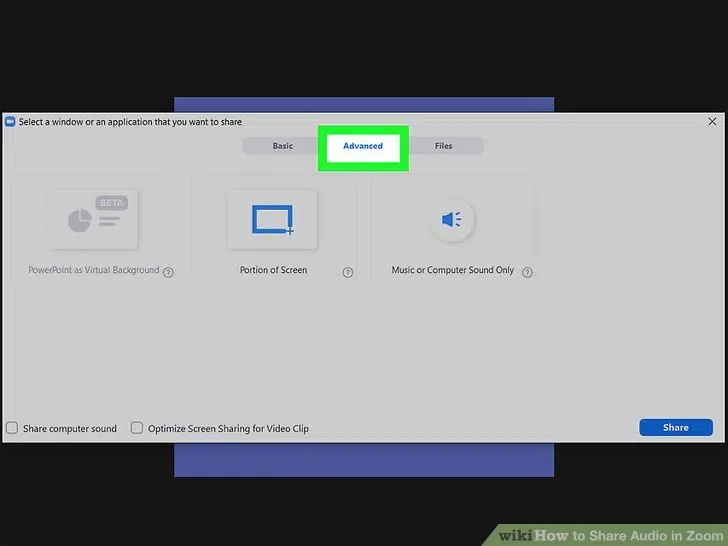 Select a window or an application that you want to share
Basic
Advanced
Files
BETA
PowerPoint as Virtual Background ?
Portion of Screen ?
Music or Computer Sound Only ?
Share computer sound
Optimize Screen Sharing for Video Clip
Share
wikiHow to Share Audio in Zoom